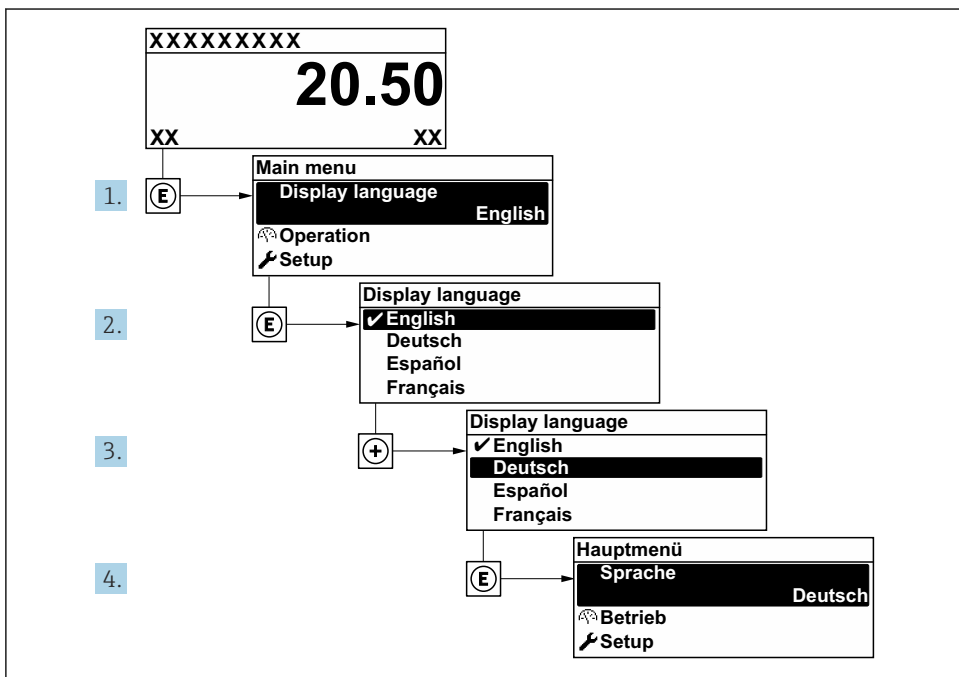 XXXXXXXXX
20.50
XX XX
1. E
Main menu
Display language
English
Operation
Setup
2. E
Display language
✔English
Deutsch
Español
Français
3. +
Display language
✔English
Deutsch
Español
Français
4. E
Hauptmenü
Sprache
Deutsch
Betrieb
Setup